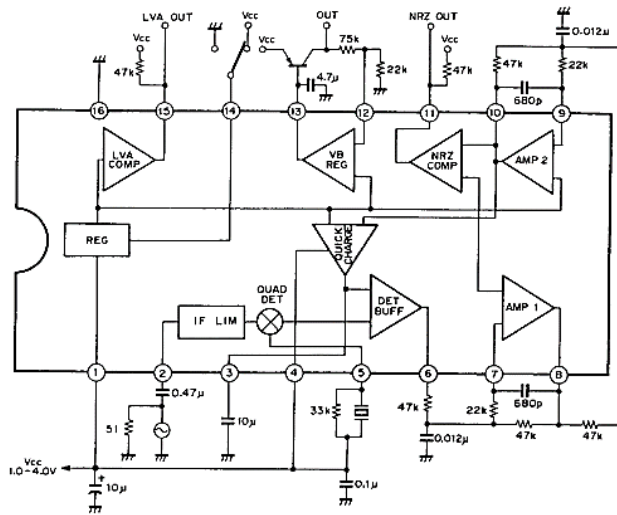 LVA OUT
OUT
NRZ OUT
0.012μ
Vcc
Vcc
Vcc
75k
Vcc
47k
22k
47k
47k
22k
4.7μ
680p
16
15
14
13
12
11
10
9
LVA COMP
VB REG
NRZ COMP
AMP 2
REG
QUICK CHARGE
QUAD DET
IF LIM
DET BUFF
AMP 1
1
2
3
4
5
6
7
8
0.47μ
51
10μ
33k
47k
22k
680p
0.012μ
47k
47k
Vcc
1.0-4.0V
10μ
0.1μ